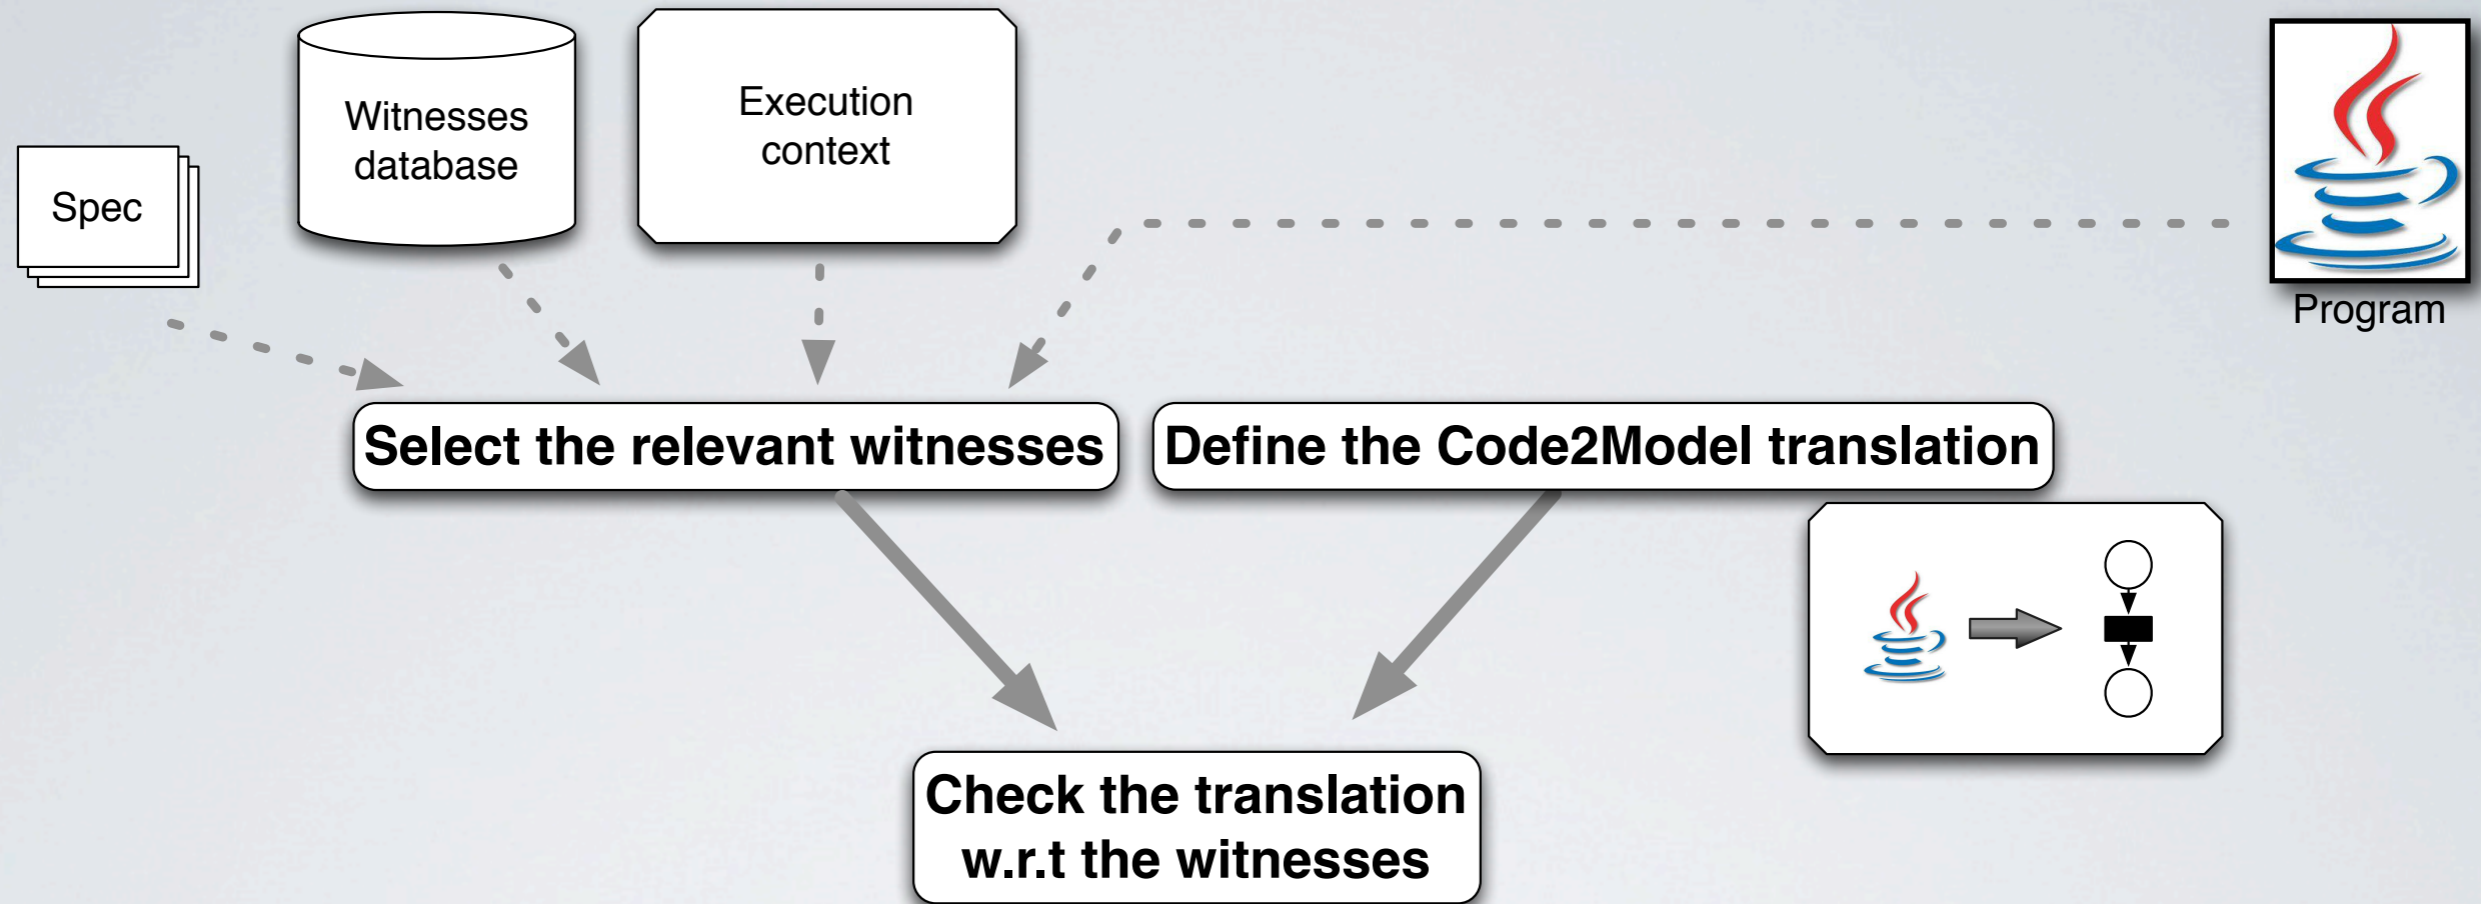 Witnesses
database
Execution
context
Spec
Program
Select the relevant witnesses
Define the Code2Model translation
Check the translation
w.r.t the witnesses